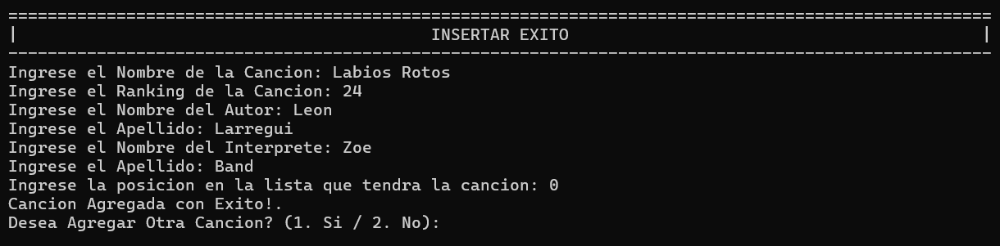 ====================================================================================================
|                                          INSERTAR EXITO                                          |
----------------------------------------------------------------------------------------------------
Ingrese el Nombre de la Cancion: Labios Rotos
Ingrese el Ranking de la Cancion: 24
Ingrese el Nombre del Autor: Leon
Ingrese el Apellido: Larregui
Ingrese el Nombre del Interprete: Zoe
Ingrese el Apellido: Band
Ingrese la posicion en la lista que tendra la cancion: 0
Cancion Agregada con Exito!.
Desea Agregar Otra Cancion? (1. Si / 2. No):